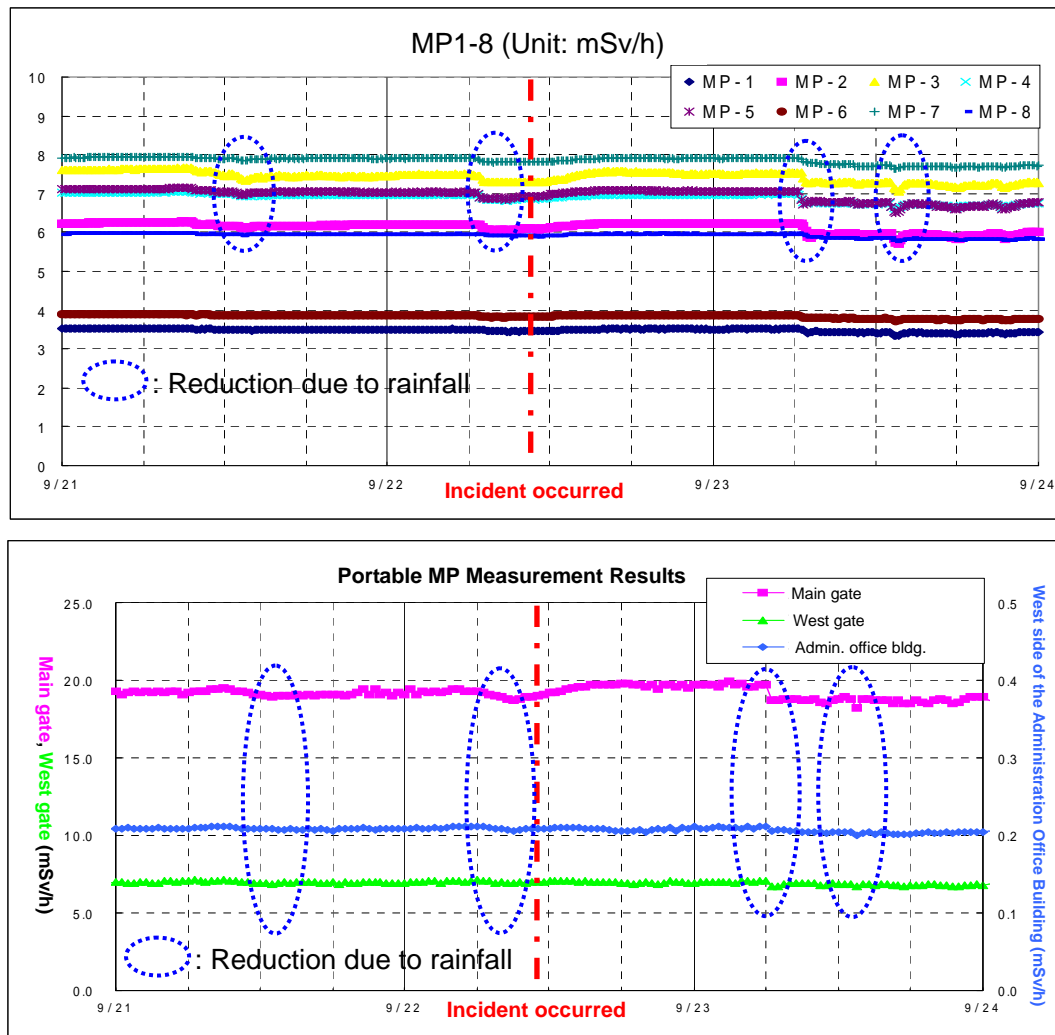 MP1-8 (Unit: mSv/h)
MP-1 MP-2 MP-3 MP-4
MP-5 MP-6 MP-7 MP-8
10
9
8
7
6
5
4
3
2
1
0
: Reduction due to rainfall
9/21 9/22 9/23 9/24
Incident occurred
Portable MP Measurement Results
Main gate
West gate
Admin. office bldg.
Main gate, West gate (mSv/h)
25.0
20.0
15.0
10.0
5.0
0.0
0.5
0.4
0.3
0.2
0.1
0.0
West side of the Administration Office Building (mSv/h)
: Reduction due to rainfall
9/21 9/22 9/23 9/24
Incident occurred